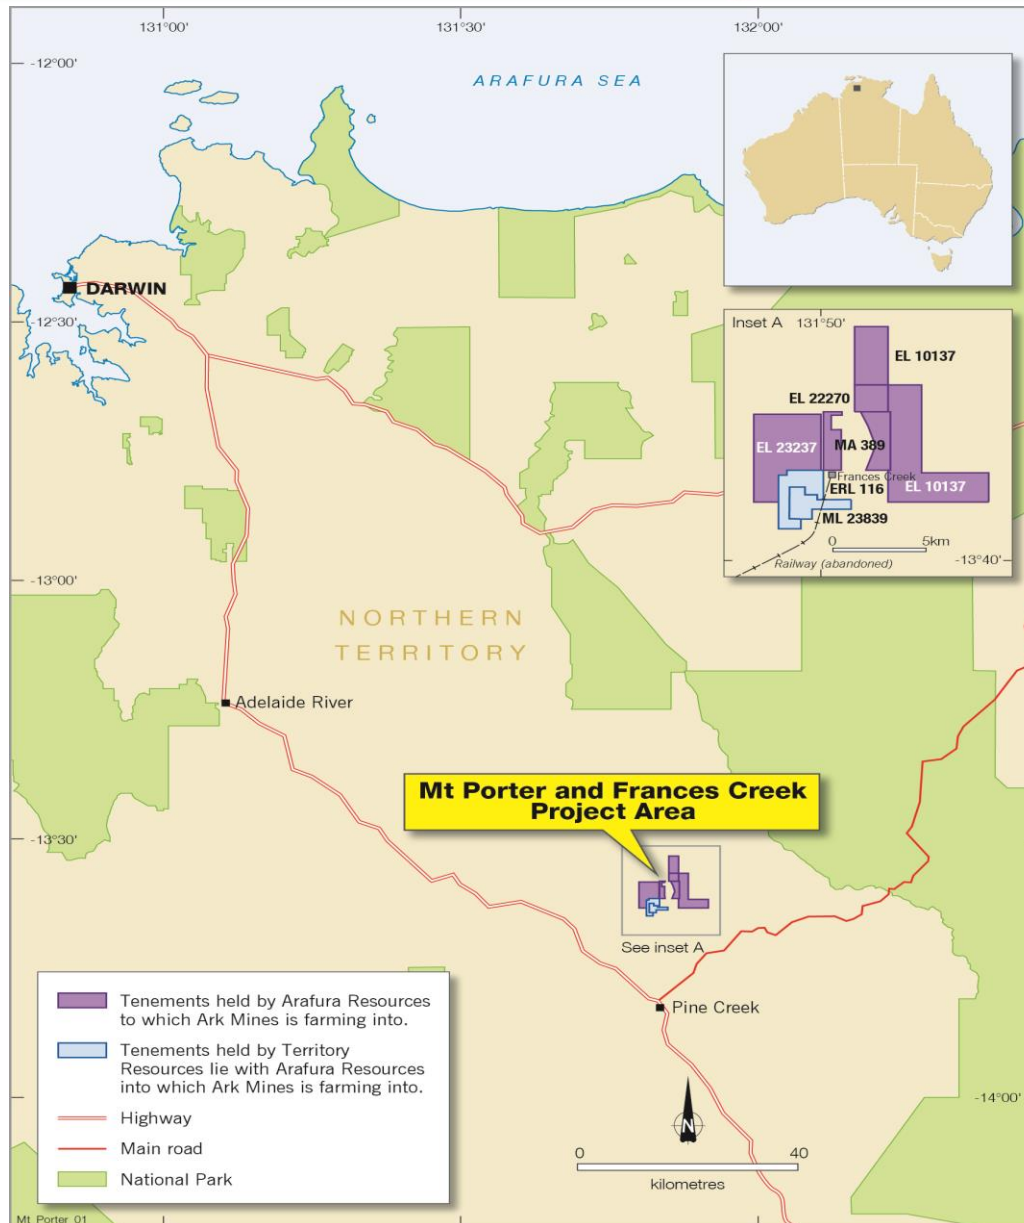 131°00'
131°30'
132°00'
-12°00'
ARAFURA SEA
DARWIN
-12°30'
Inset A
131°50'
EL 10137
EL 22270
EL 23237
MA 389
Frances Creek
EL 10137
ERL 116
ML 23839
0
5km
Railway (abandoned)
-13°40'
-13°00'
NORTHERN
TERRITORY
Adelaide River
Mt Porter and Frances Creek
Project Area
-13°30'
See inset A
Pine Creek
-14°00'
Tenements held by Arafura Resources
to which Ark Mines is farming into.
Tenements held by Territory
Resources lie with Arafura Resources
into which Ark Mines is farming into.
Highway
Main road
National Park
N
0
40
kilometres
Mt Porter 01